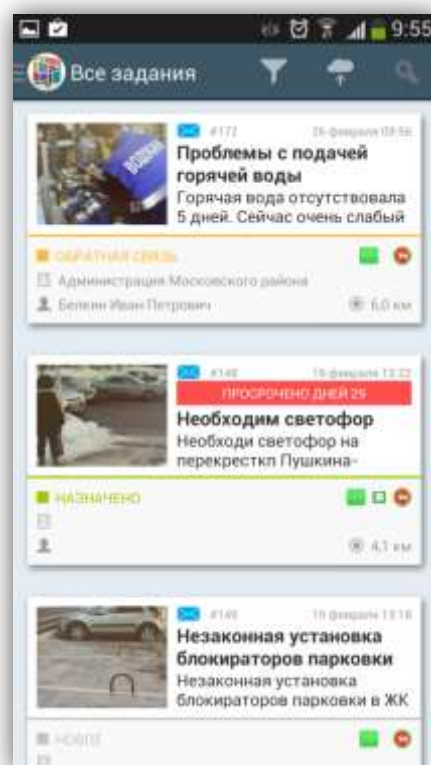 9:55
Все задания
#172
26 февраля 09:56
Проблемы с подачей
горячей воды
Горячая вода отсутствовала
5 дней. Сейчас очень слабый
ОБРАТНАЯ СВЯЗЬ
Администрация Московского района
Белкин Иван Петрович
6,0 км
#148
19 февраля 13:22
ПРОСРОЧЕНО ДНЕЙ 29
Необходим светофор
Необходи светофор на
перекресткп Пушкина-
НАЗНАЧЕНО
4,1 км
#149
19 февраля 13:18
Незаконная установка
блокираторов парковки
Незаконная установка
блокираторов парковки в ЖК
НОВОЕ